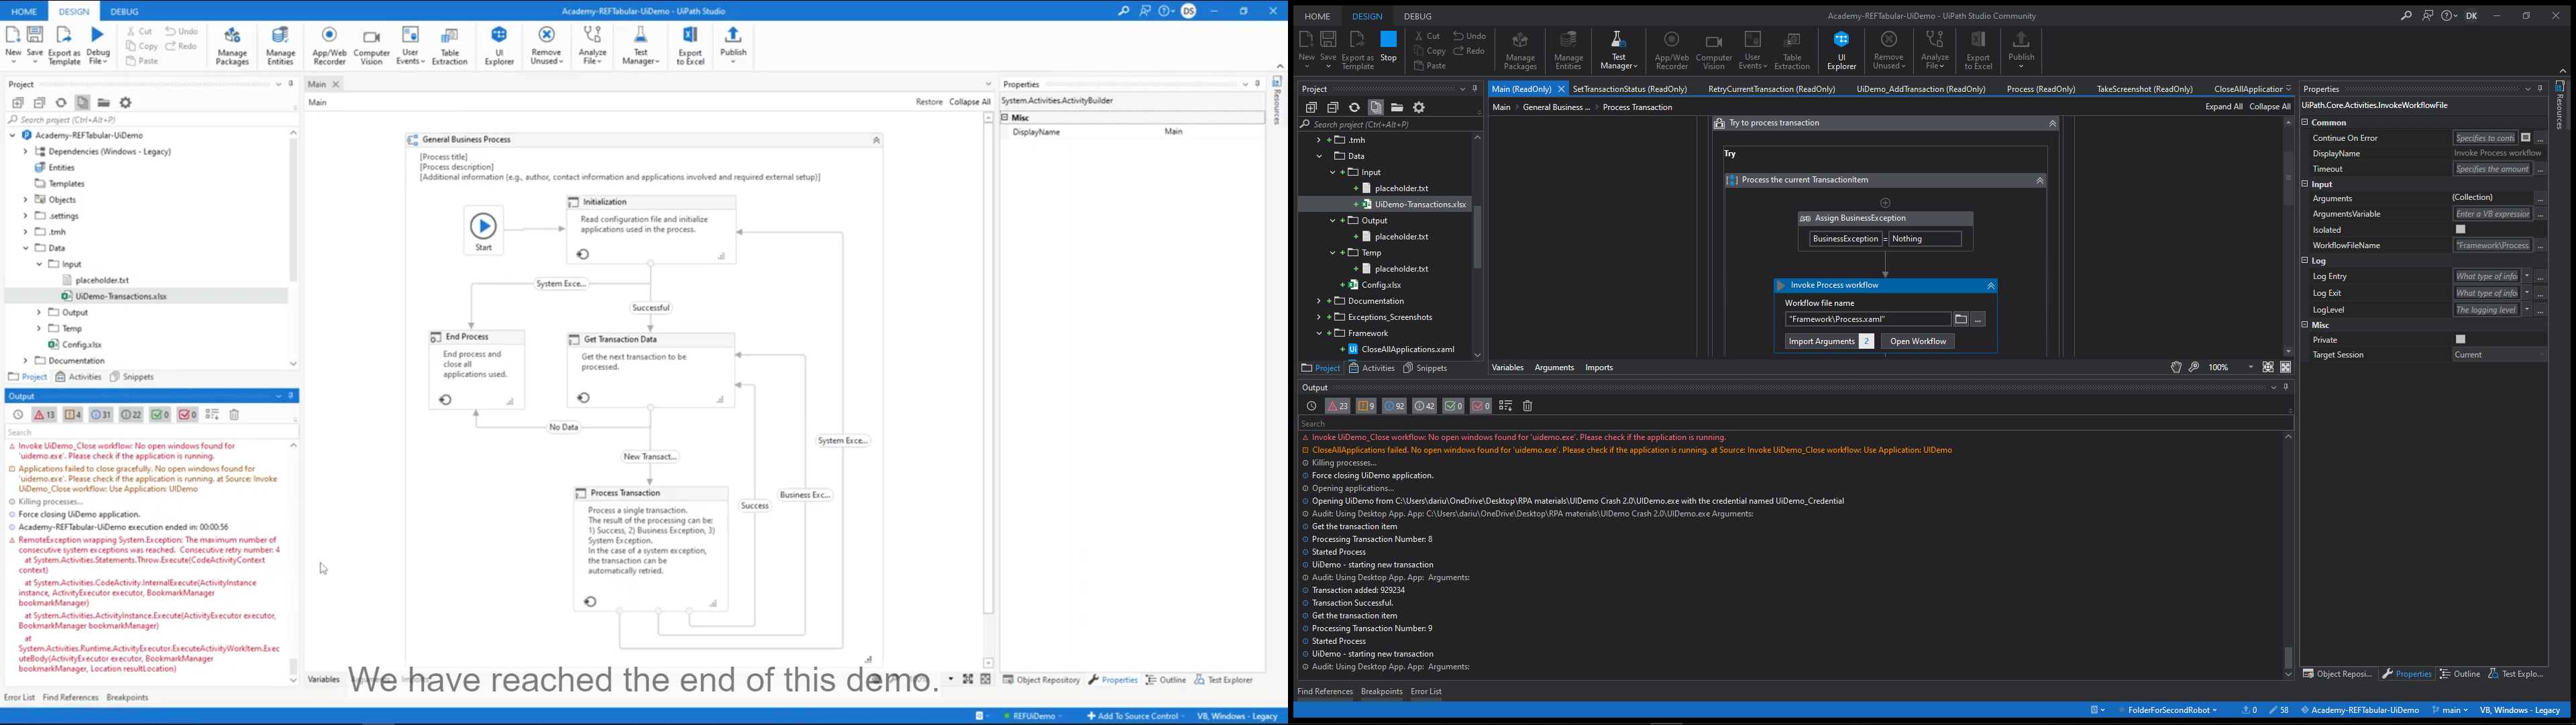 HOME DESIGN DEBUG
Academy-REFTabular-UiDemo - UiPath Studio
DS
New
Save
Export as Template
Debug File
Cut
Copy
Paste
Undo
Redo
Manage Packages
Manage Entities
App/Web Recorder
Computer Vision
User Events
Table Extraction
UI Explorer
Remove Unused
Analyze File
Test Manager
Export to Excel
Publish
Project
Search project (Ctrl+Alt+P)
Academy-REFTabular-UiDemo
Dependencies (Windows - Legacy)
Entities
Templates
Objects
.settings
.tmh
Data
Input
placeholder.txt
UiDemo-Transactions.xlsx
Output
Temp
Config.xlsx
Documentation
Project Activities Snippets
Output
13 4 31 22 0 0
Search
Invoke UiDemo_Close workflow: No open windows found for
'uidemo.exe'. Please check if the application is running.
Applications failed to close gracefully. No open windows found for
'uidemo.exe'. Please check if the application is running. at Source: Invoke
UiDemo_Close workflow: Use Application: UIDemo
Killing processes...
Force closing UiDemo application.
Academy-REFTabular-UiDemo execution ended in: 00:00:56
RemoteException wrapping System.Exception: The maximum number of
consecutive system exceptions was reached. Consecutive retry number: 4
at System.Activities.Statements.Throw.Execute(CodeActivityContext
context)
at System.Activities.CodeActivity.InternalExecute(ActivityInstance
instance, ActivityExecutor executor, BookmarkManager
bookmarkManager)
at System.Activities.ActivityInstance.Execute(ActivityExecutor executor,
BookmarkManager bookmarkManager)
at
System.Activities.Runtime.ActivityExecutor.ExecuteActivityWorkItem.Exec
uteBody(ActivityExecutor executor, BookmarkManager
bookmarkManager, Location resultLocation)
Error List Find References Breakpoints
Main
Main
Restore Collapse All
General Business Process
[Process title]
[Process description]
[Additional information (e.g., author, contact information and applications involved and required external setup)]
Start
Initialization
Read configuration file and initialize
applications used in the process.
System Exce...
Successful
End Process
End process and
close all
applications used.
Get Transaction Data
Get the next transaction to be
processed.
No Data
System Exce...
New Transact...
Process Transaction
Process a single transaction.
The result of the processing can be:
1) Success, 2) Business Exception, 3)
System Exception.
In the case of a system exception,
the transaction can be
automatically retried.
Business Exc...
Success
Variables
We have reached the end of this demo.
Properties
System.Activities.ActivityBuilder
Misc
DisplayName Main
Resources
Object Repository Properties Outline Test Explorer
REFUiDemo Add To Source Control VB, Windows - Legacy
HOME DESIGN DEBUG
Academy-REFTabular-UiDemo - UiPath Studio Community
DK
New
Save
Export as Template
Stop
Cut
Copy
Paste
Undo
Redo
Manage Packages
Manage Entities
Test Manager
App/Web Recorder
Computer Vision
User Events
Table Extraction
UI Explorer
Remove Unused
Analyze File
Export to Excel
Publish
Project
Search project (Ctrl+Alt+P)
.tmh
Data
Input
placeholder.txt
UiDemo-Transactions.xlsx
Output
placeholder.txt
Temp
placeholder.txt
Config.xlsx
Documentation
Exceptions_Screenshots
Framework
CloseAllApplications.xaml
Project Activities Snippets
Main (ReadOnly) SetTransactionStatus (ReadOnly) RetryCurrentTransaction (ReadOnly) UiDemo_AddTransaction (ReadOnly) Process (ReadOnly) TakeScreenshot (ReadOnly) CloseAllApplication
Main > General Business ... > Process Transaction
Expand All Collapse All
Try to process transaction
Try
Process the current TransactionItem
Assign BusinessException
BusinessException = Nothing
Invoke Process workflow
Workflow file name
"Framework\Process.xaml"
Import Arguments 2 Open Workflow
Variables Arguments Imports
100%
Properties
UiPath.Core.Activities.InvokeWorkflowFile
Common
Continue On Error Specifies to conti
DisplayName Invoke Process workflow
Timeout Specifies the amount
Input
Arguments (Collection)
ArgumentsVariable Enter a VB expression
Isolated
WorkflowFileName "Framework\Process.
Log
Log Entry What type of info
Log Exit What type of info
LogLevel The logging level
Misc
Private
Target Session Current
Resources
Object Reposi... Properties Outline Test Explo...
Output
23 9 92 42 0 0
Search
Invoke UiDemo_Close workflow: No open windows found for 'uidemo.exe'. Please check if the application is running.
CloseAllApplications failed. No open windows found for 'uidemo.exe'. Please check if the application is running. at Source: Invoke UiDemo_Close workflow: Use Application: UIDemo
Killing processes...
Force closing UiDemo application.
Opening applications...
Opening UiDemo from C:\Users\dariu\OneDrive\Desktop\RPA materials\UIDemo Crash 2.0\UIDemo.exe with the credential named UiDemo_Credential
Audit: Using Desktop App. App: C:\Users\dariu\OneDrive\Desktop\RPA materials\UIDemo Crash 2.0\UIDemo.exe Arguments:
Get the transaction item
Processing Transaction Number: 8
Started Process
UiDemo - starting new transaction
Audit: Using Desktop App. App: Arguments:
Transaction added: 929234
Transaction Successful.
Get the transaction item
Processing Transaction Number: 9
Started Process
UiDemo - starting new transaction
Audit: Using Desktop App. App: Arguments:
Find References Breakpoints Error List
FolderForSecondRobot 0 58 Academy-REFTabular-UiDemo main VB, Windows - Legacy